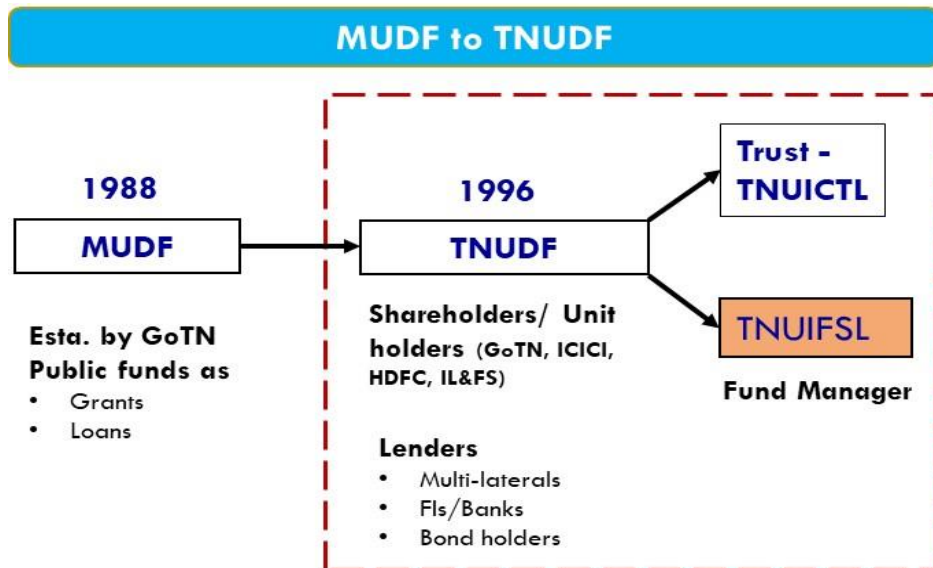 MUDF to TNUDF
1988
MUDF
Esta. by GoTN
Public funds as
• Grants
• Loans
1996
TNUDF
Shareholders/ Unit
holders (GoTN, ICICI,
HDFC, IL&FS)
Lenders
• Multi-laterals
• FIs/Banks
• Bond holders
Trust -
TNUICTL
TNUIFSL
Fund Manager